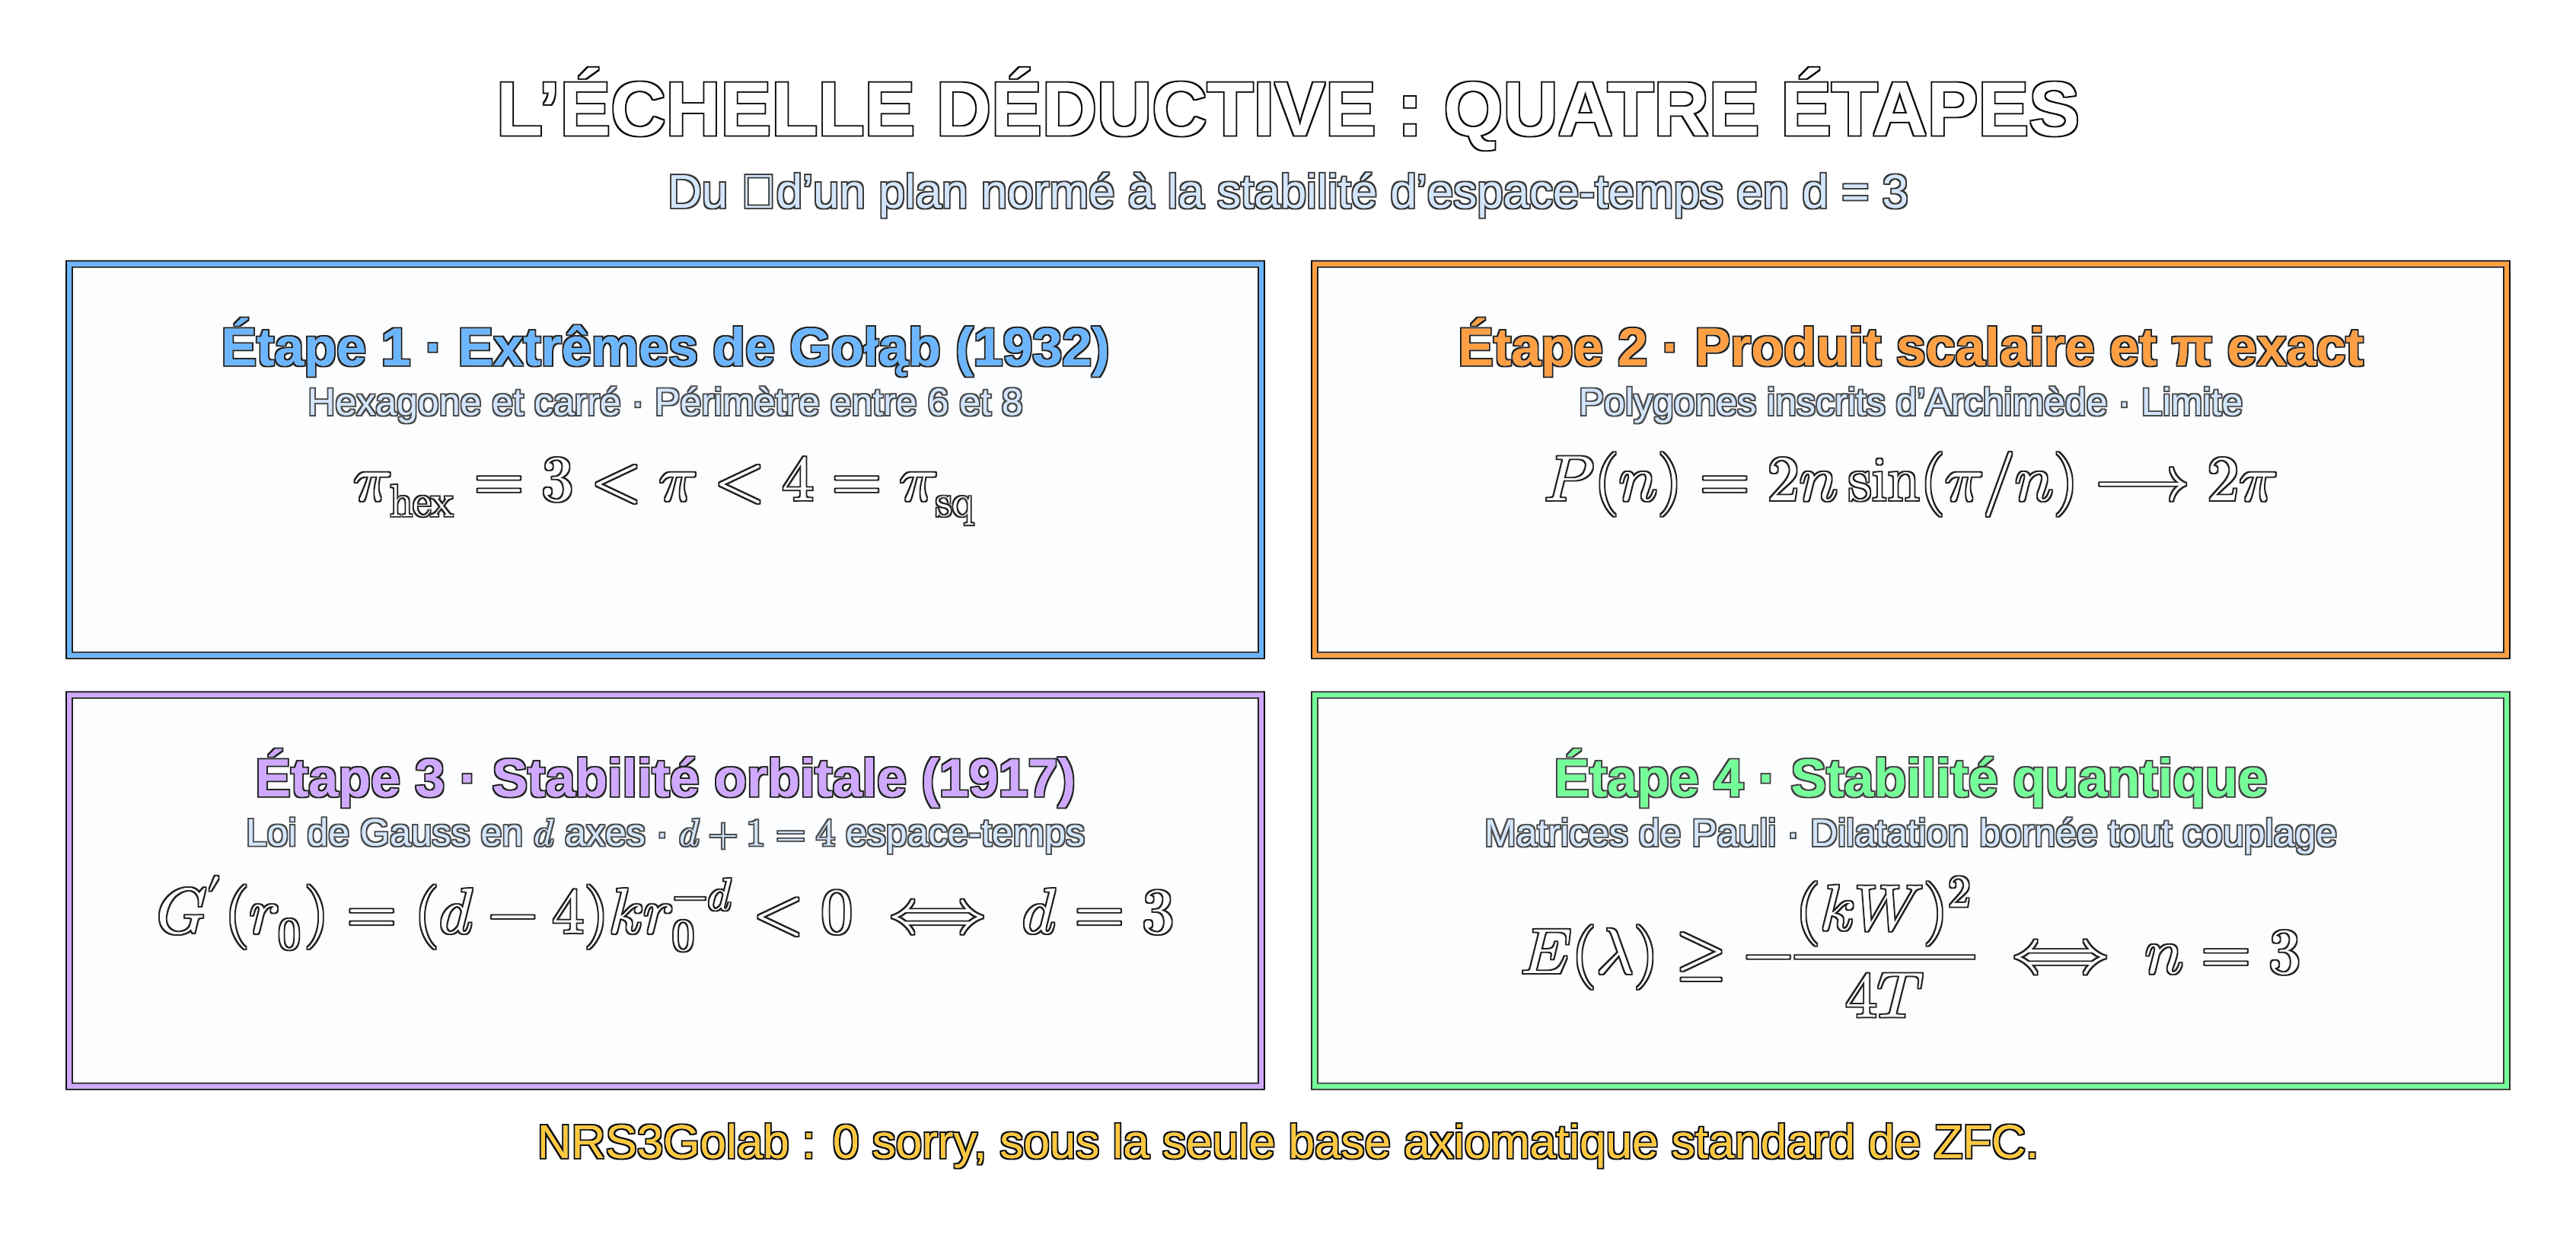 L’ÉCHELLE DÉDUCTIVE : QUATRE ÉTAPES
Du □d’un plan normé à la stabilité d’espace-temps en d = 3
Étape 1 · Extrêmes de Gołąb (1932)
Hexagone et carré · Périmètre entre 6 et 8
π_hex = 3 < π < 4 = π_sq
Étape 2 · Produit scalaire et π exact
Polygones inscrits d’Archimède · Limite
P(n) = 2n sin(π/n) ⟶ 2π
Étape 3 · Stabilité orbitale (1917)
Loi de Gauss en d axes · d + 1 = 4 espace-temps
G′(r₀) = (d − 4)kr₀^{−d} < 0 ⟺ d = 3
Étape 4 · Stabilité quantique
Matrices de Pauli · Dilatation bornée tout couplage
E(λ) ≥ −(kW)²/4T ⟺ n = 3
NRS3Golab : 0 sorry, sous la seule base axiomatique standard de ZFC.